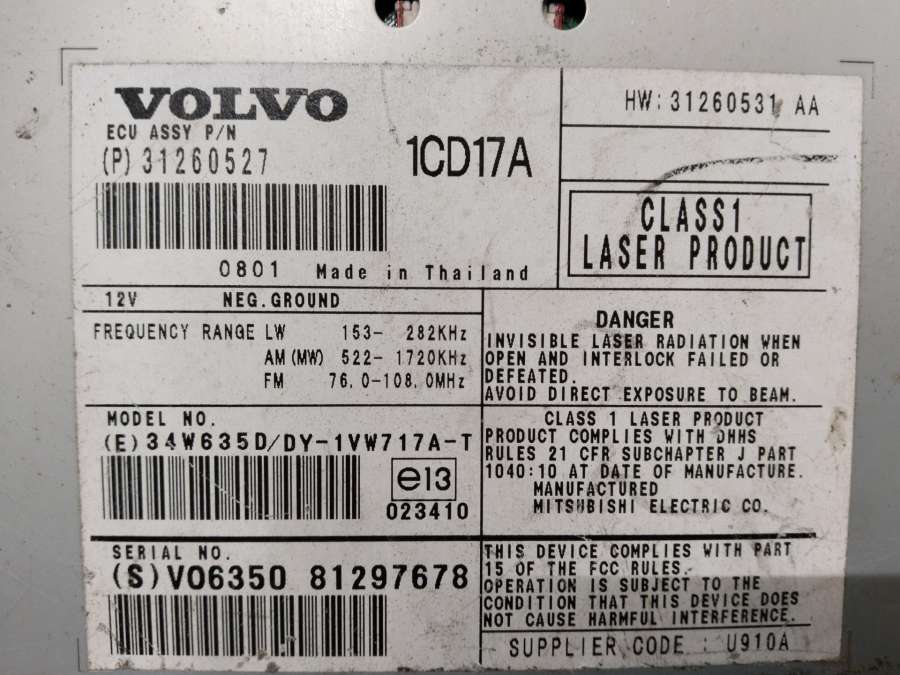 VOLVO
ECU ASSY P/N
(P) 31260527
1CD17A
HW: 31260531 AA
CLASS1
LASER PRODUCT
0801 Made in Thailand
12V NEG. GROUND
FREQUENCY RANGE LW 153- 282KHz
AM (MW) 522- 1720KHz
FM 76.0-108.0MHz
DANGER
INVISIBLE LASER RADIATION WHEN
OPEN AND INTERLOCK FAILED OR
DEFEATED.
AVOID DIRECT EXPOSURE TO BEAM.
MODEL NO.
(E) 34W635D/DY-1VW717A-T
e13
023410
CLASS 1 LASER PRODUCT
PRODUCT COMPLIES WITH DHHS
RULES 21 CFR SUBCHAPTER J PART
1040:10 AT DATE OF MANUFACTURE.
MANUFACTURED
MITSUBISHI ELECTRIC CO.
SERIAL NO.
(S) VO6350 81297678
THIS DEVICE COMPLIES WITH PART
15 OF THE FCC RULES.
OPERATION IS SUBJECT TO THE
CONDITION THAT THIS DEVICE DOES
NOT CAUSE HARMFUL INTERFERENCE.
SUPPLIER CODE : U910A